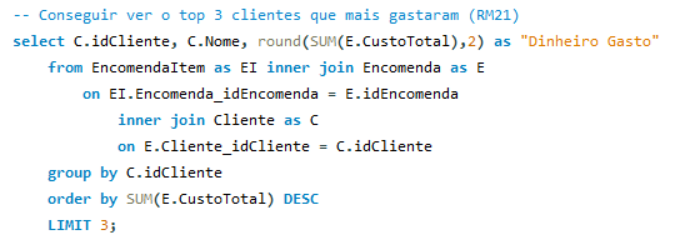 -- Conseguir ver o top 3 clientes que mais gastaram (RM21)
select C.idCliente, C.Nome, round(SUM(E.CustoTotal),2) as "Dinheiro Gasto"
from EncomendaItem as EI inner join Encomenda as E
on EI.Encomenda_idEncomenda = E.idEncomenda
inner join Cliente as C
on E.Cliente_idCliente = C.idCliente
group by C.idCliente
order by SUM(E.CustoTotal) DESC
LIMIT 3;